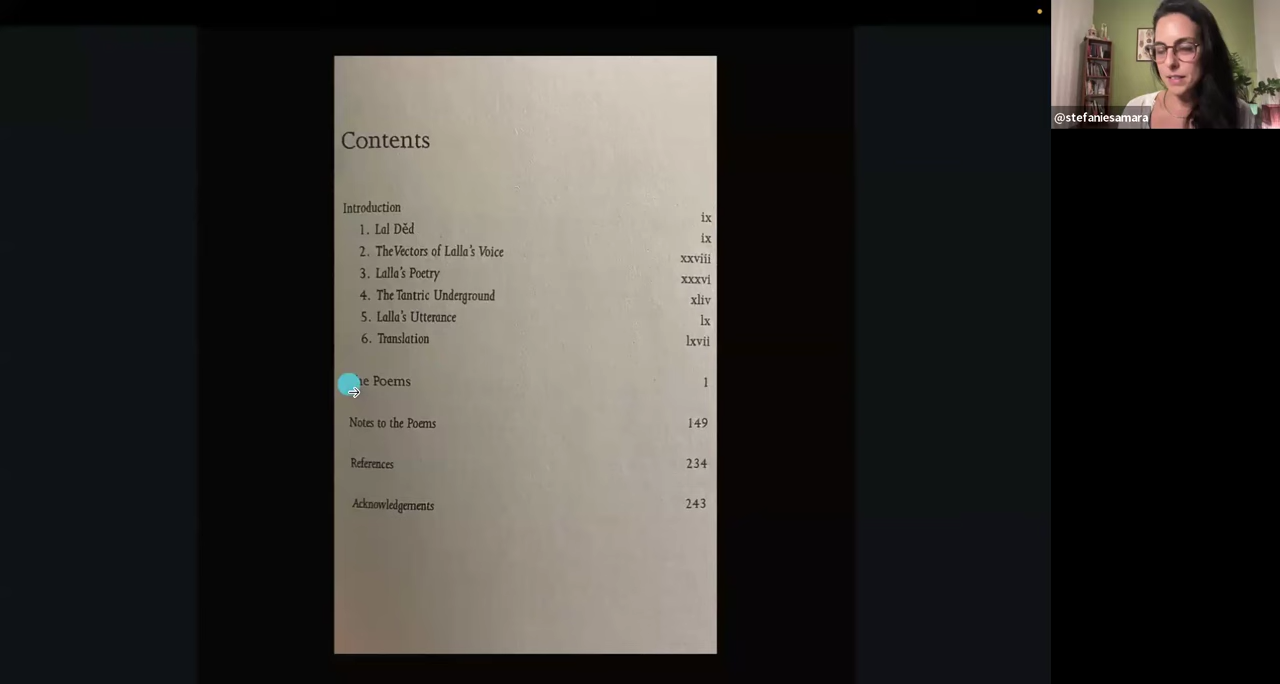 Contents
Introduction ix
1. Lal Dĕd ix
2. The Vectors of Lalla's Voice xxviii
3. Lalla's Poetry xxxvi
4. The Tantric Underground xliv
5. Lalla's Utterance lx
6. Translation lxvii
he Poems 1
Notes to the Poems 149
References 234
Acknowledgements 243
@stefaniesamara